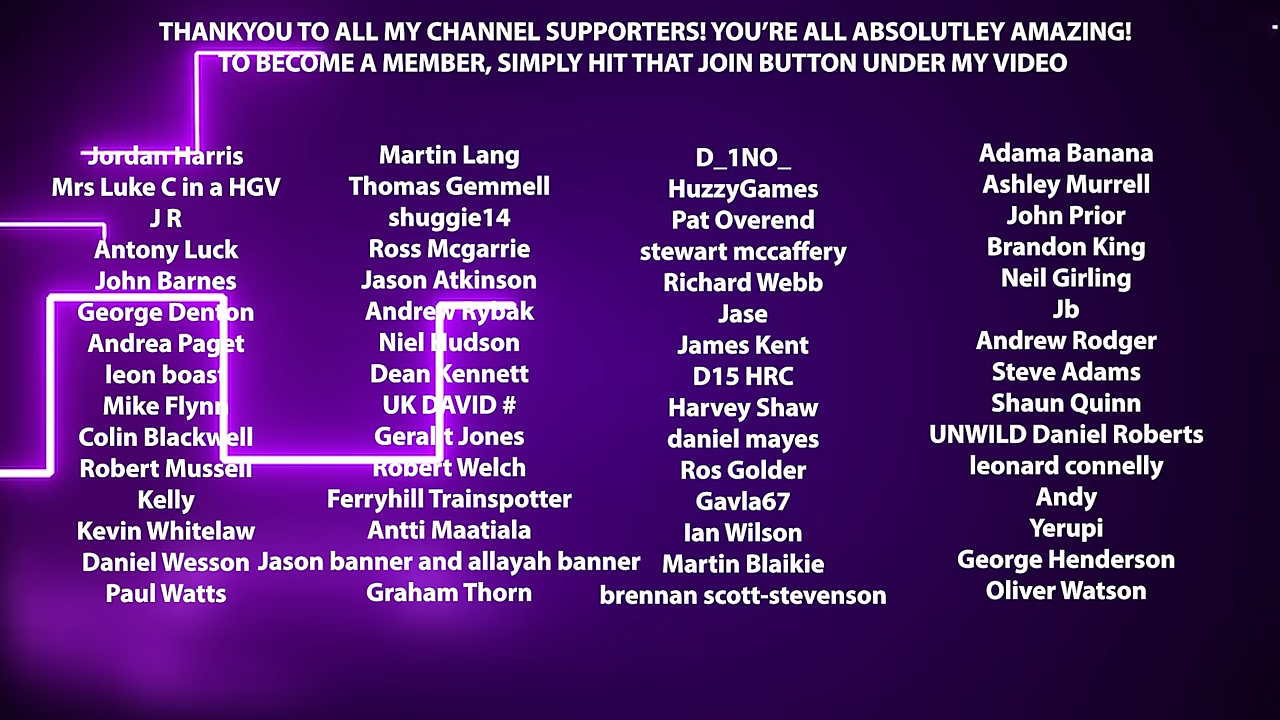 THANKYOU TO ALL MY CHANNEL SUPPORTERS! YOU'RE ALL ABSOLUTLEY AMAZING!
TO BECOME A MEMBER, SIMPLY HIT THAT JOIN BUTTON UNDER MY VIDEO
Jordan Harris
Mrs Luke C in a HGV
J R
Antony Luck
John Barnes
George Denton
Andrea Paget
leon boast
Mike Flynn
Colin Blackwell
Robert Mussell
Kelly
Kevin Whitelaw
Daniel Wesson
Paul Watts
Martin Lang
Thomas Gemmell
shuggie14
Ross Mcgarrie
Jason Atkinson
Andrew Rybak
Niel Hudson
Dean Kennett
UK DAVID #
Geralt Jones
Robert Welch
Ferryhill Trainspotter
Antti Maatiala
Jason banner and allayah banner
Graham Thorn
D_1NO_
HuzzyGames
Pat Overend
stewart mccaffery
Richard Webb
Jase
James Kent
D15 HRC
Harvey Shaw
daniel mayes
Ros Golder
Gavla67
Ian Wilson
Martin Blaikie
brennan scott-stevenson
Adama Banana
Ashley Murrell
John Prior
Brandon King
Neil Girling
Jb
Andrew Rodger
Steve Adams
Shaun Quinn
UNWILD Daniel Roberts
leonard connelly
Andy
Yerupi
George Henderson
Oliver Watson